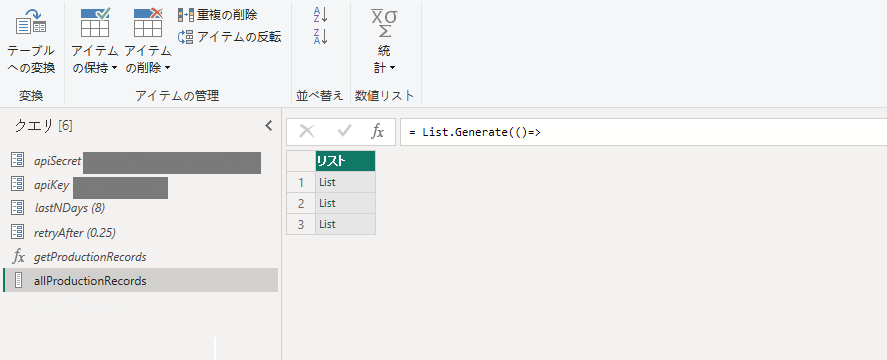 テーブル
への変換
アイテム
の保持
アイテム
の削除
重複の削除
アイテムの反転
A
Z
Z
A
X̄σ
Σ
統
計
変換
アイテムの管理
並べ替え
数値リスト
クエリ [6]
apiSecret
apiKey
lastNDays (8)
retryAfter (0.25)
fx getProductionRecords
allProductionRecords
fx
= List.Generate(()=>
リスト
1 List
2 List
3 List